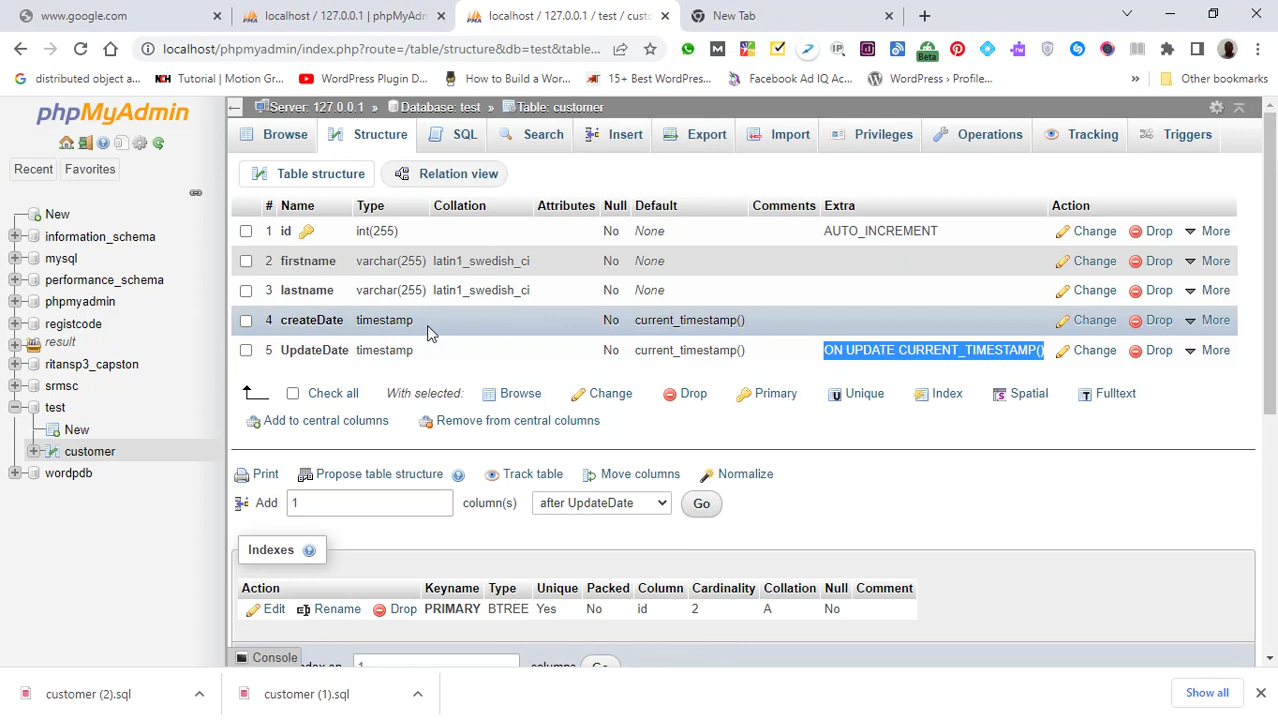 www.google.com
localhost / 127.0.0.1 | phpMyAdm
localhost / 127.0.0.1 / test / custo
New Tab
localhost/phpmyadmin/index.php?route=/table/structure&db=test&table...
Beta
distributed object a...
Tutorial | Motion Gr...
WordPress Plugin D...
How to Build a Wor...
15+ Best WordPress...
Facebook Ad IQ Ac...
WordPress › Profile...
»
Other bookmarks
phpMyAdmin
Recent
Favorites
New
information_schema
mysql
performance_schema
phpmyadmin
registcode
result
ritansp3_capston
srmsc
test
New
customer
wordpdb
Server: 127.0.0.1 » Database: test » Table: customer
Browse Structure SQL Search Insert Export Import Privileges Operations Tracking Triggers
Table structure Relation view
# Name Type Collation Attributes Null Default Comments Extra Action
1 id int(255) No None AUTO_INCREMENT Change Drop More
2 firstname varchar(255) latin1_swedish_ci No None Change Drop More
3 lastname varchar(255) latin1_swedish_ci No None Change Drop More
4 createDate timestamp No current_timestamp() Change Drop More
5 UpdateDate timestamp No current_timestamp() ON UPDATE CURRENT_TIMESTAMP() Change Drop More
Check all With selected: Browse Change Drop Primary Unique Index Spatial Fulltext
Add to central columns Remove from central columns
Print Propose table structure Track table Move columns Normalize
Add 1 column(s) after UpdateDate Go
Indexes
Action Keyname Type Unique Packed Column Cardinality Collation Null Comment
Edit Rename Drop PRIMARY BTREE Yes No id 2 A No
Console
customer (2).sql
customer (1).sql
Show all